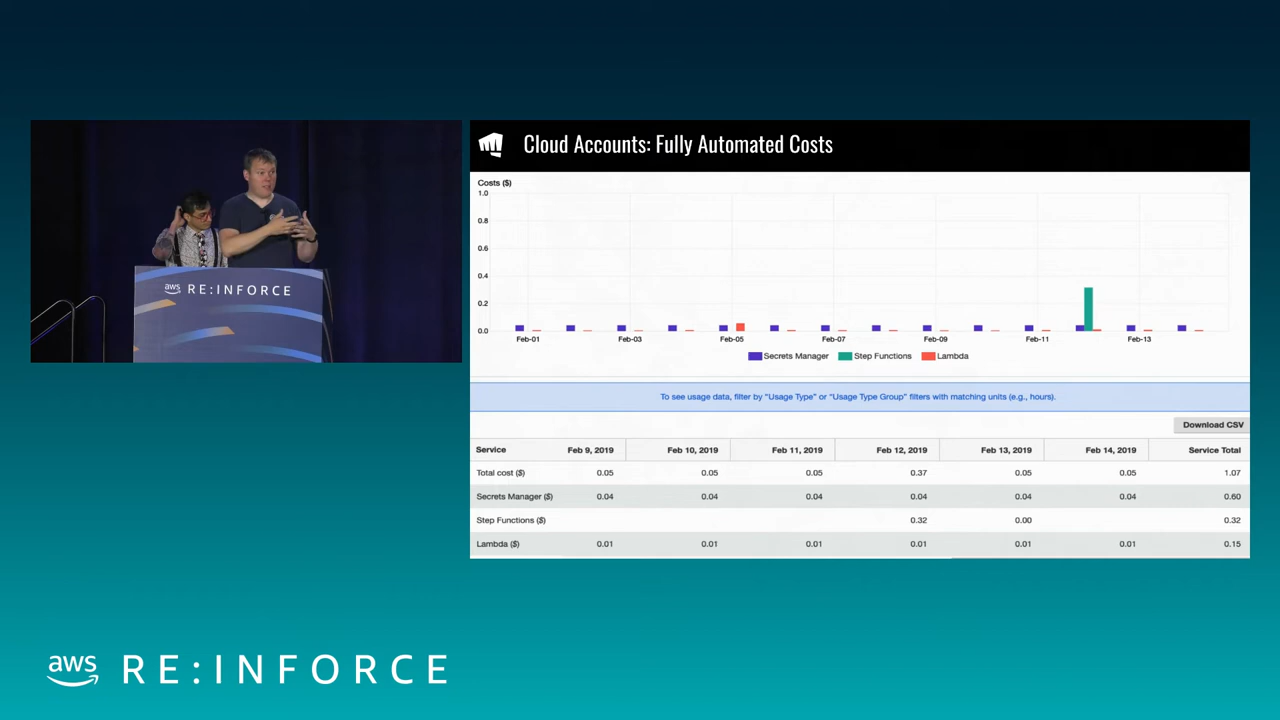 Cloud Accounts: Fully Automated Costs
Costs ($)
1.0
0.8
0.6
0.4
0.2
0.0
Feb-01 Feb-03 Feb-05 Feb-07 Feb-09 Feb-11 Feb-13
Secrets Manager Step Functions Lambda
To see usage data, filter by "Usage Type" or "Usage Type Group" filters with matching units (e.g., hours).
Download CSV
Service Feb 9, 2019 Feb 10, 2019 Feb 11, 2019 Feb 12, 2019 Feb 13, 2019 Feb 14, 2019 Service Total
Total cost ($) 0.05 0.05 0.05 0.37 0.05 0.05 1.07
Secrets Manager ($) 0.04 0.04 0.04 0.04 0.04 0.04 0.60
Step Functions ($) 0.32 0.00 0.32
Lambda ($) 0.01 0.01 0.01 0.01 0.01 0.01 0.15
aws RE:INFORCE
aws RE:INFORCE